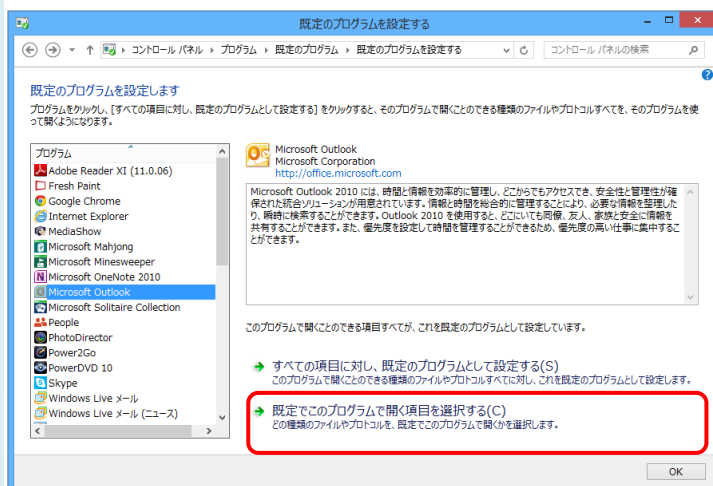 既定のプログラムを設定する
コントロール パネル ▸ プログラム ▸ 既定のプログラム ▸ 既定のプログラムを設定する
コントロール パネルの検索
既定のプログラムを設定します
プログラムをクリックし、[すべての項目に対し、既定のプログラムとして設定する] をクリックすると、そのプログラムで開くことのできる種類のファイルやプロトコルすべてを、そのプログラムを使
って開くようになります。
プログラム
Adobe Reader XI (11.0.06)
Fresh Paint
Google Chrome
Internet Explorer
MediaShow
Microsoft Mahjong
Microsoft Minesweeper
Microsoft OneNote 2010
Microsoft Outlook
Microsoft Solitaire Collection
People
PhotoDirector
Power2Go
PowerDVD 10
Skype
Windows Live メール
Windows Live メール (ニュース)
Microsoft Outlook
Microsoft Corporation
http://office.microsoft.com
Microsoft Outlook 2010 には、時間と情報を効率的に管理し、どこからでもアクセスでき、安全性と管理性が確
保された統合ソリューションが用意されています。情報と時間を総合的に管理することにより、必要な情報を整理した
り、瞬時に検索することができます。Outlook 2010 を使用すると、どこにいても同僚、友人、家族と安全に情報を
共有することができます。また、優先度を設定して時間を管理することができるため、優先度の高い仕事に集中するこ
とができます。
このプログラムで開くことのできる項目すべてが、これを既定のプログラムとして設定しています。
すべての項目に対し、既定のプログラムとして設定する(S)
このプログラムで開くことのできる種類のファイルやプロトコルすべてに対し、これを既定のプログラムとして設定します。
既定でこのプログラムで開く項目を選択する(C)
どの種類のファイルやプロトコルを、既定でこのプログラムで開くかを選択します。
OK